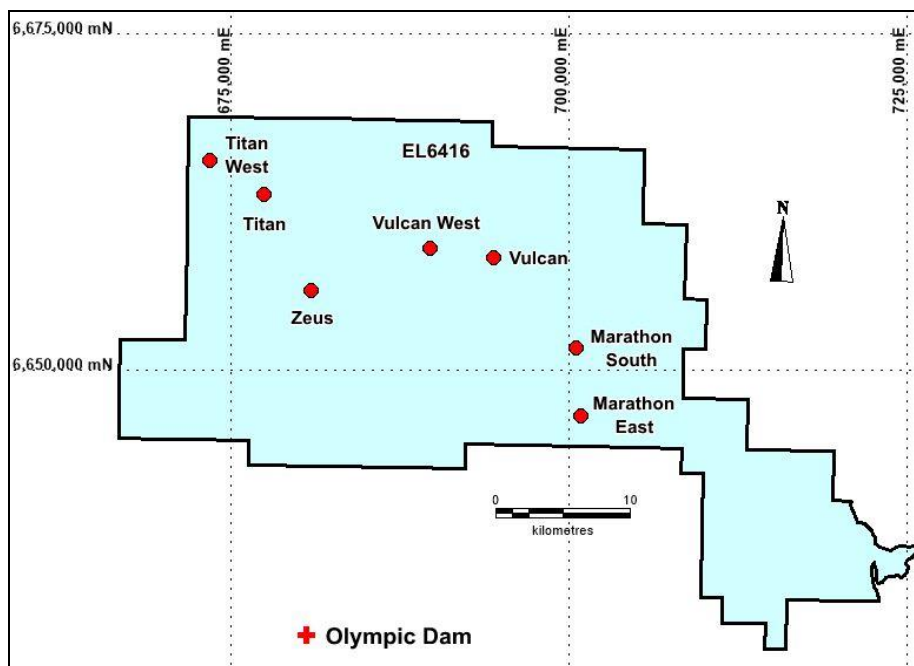 6,675,000 mN
675,000 mE
700,000 mE
725,000 mE
Titan
West
EL6416
Titan
Vulcan West
Vulcan
N
Zeus
Marathon
South
6,650,000 mN
Marathon
East
0 10
kilometres
Olympic Dam